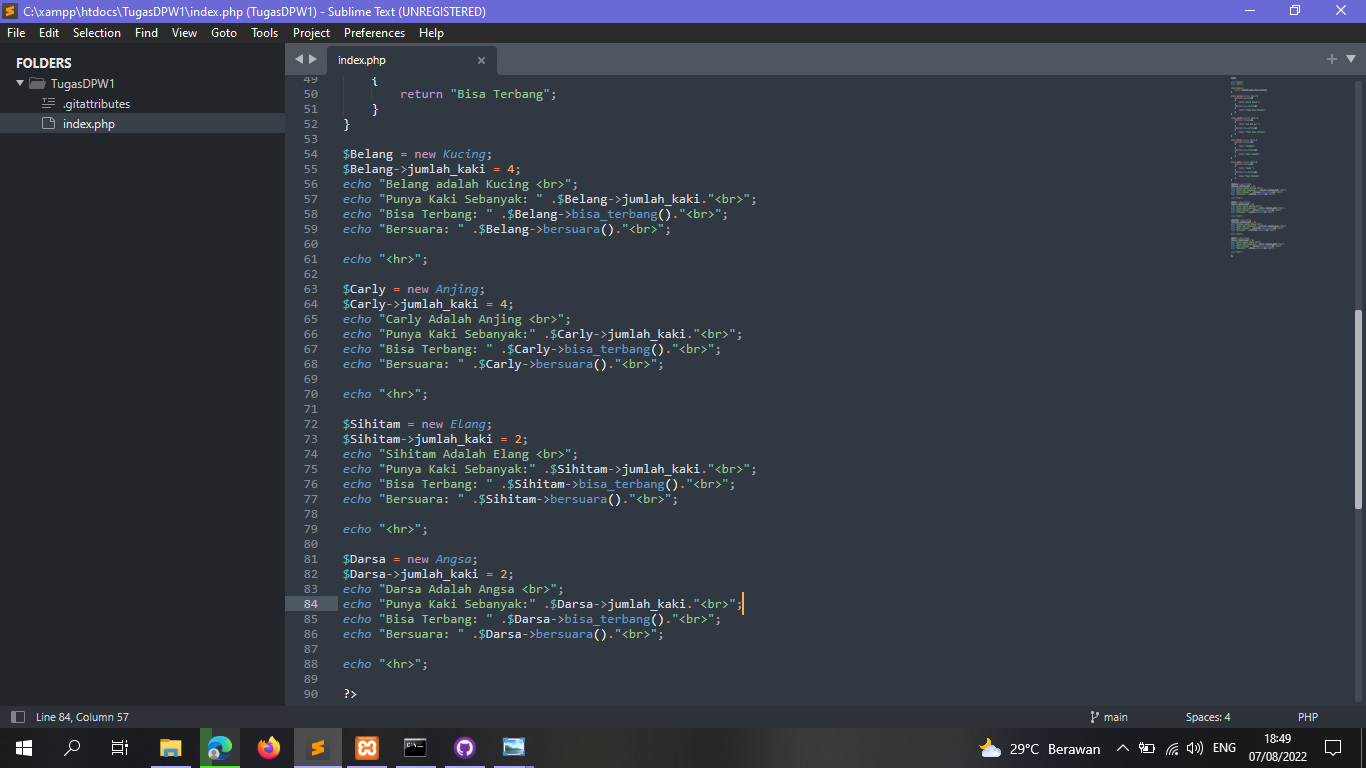 C:\xampp\htdocs\TugasDPW1\index.php (TugasDPW1) - Sublime Text (UNREGISTERED)
File Edit Selection Find View Goto Tools Project Preferences Help
FOLDERS
TugasDPW1
.gitattributes
index.php
index.php
49 {
50 return "Bisa Terbang";
51 }
52 }
53
54 $Belang = new Kucing;
55 $Belang->jumlah_kaki = 4;
56 echo "Belang adalah Kucing <br>";
57 echo "Punya Kaki Sebanyak: " .$Belang->jumlah_kaki."<br>";
58 echo "Bisa Terbang: " .$Belang->bisa_terbang()."<br>";
59 echo "Bersuara: " .$Belang->bersuara()."<br>";
60
61 echo "<hr>";
62
63 $Carly = new Anjing;
64 $Carly->jumlah_kaki = 4;
65 echo "Carly Adalah Anjing <br>";
66 echo "Punya Kaki Sebanyak:" .$Carly->jumlah_kaki."<br>";
67 echo "Bisa Terbang: " .$Carly->bisa_terbang()."<br>";
68 echo "Bersuara: " .$Carly->bersuara()."<br>";
69
70 echo "<hr>";
71
72 $Sihitam = new Elang;
73 $Sihitam->jumlah_kaki = 2;
74 echo "Sihitam Adalah Elang <br>";
75 echo "Punya Kaki Sebanyak:" .$Sihitam->jumlah_kaki."<br>";
76 echo "Bisa Terbang: " .$Sihitam->bisa_terbang()."<br>";
77 echo "Bersuara: " .$Sihitam->bersuara()."<br>";
78
79 echo "<hr>";
80
81 $Darsa = new Angsa;
82 $Darsa->jumlah_kaki = 2;
83 echo "Darsa Adalah Angsa <br>";
84 echo "Punya Kaki Sebanyak:" .$Darsa->jumlah_kaki."<br>";
85 echo "Bisa Terbang: " .$Darsa->bisa_terbang()."<br>";
86 echo "Bersuara: " .$Darsa->bersuara()."<br>";
87
88 echo "<hr>";
89
90 ?>
Line 84, Column 57 main Spaces: 4 PHP
29°C Berawan ENG 18:49
07/08/2022